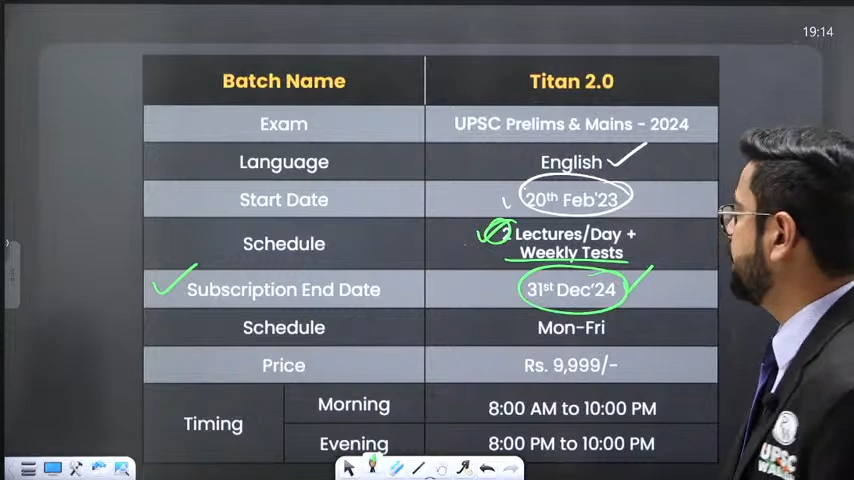 19:14
Batch Name Titan 2.0
Exam UPSC Prelims & Mains - 2024
Language English
Start Date 20th Feb'23
Schedule 2 Lectures/Day +
Weekly Tests
Subscription End Date 31st Dec'24
Schedule Mon-Fri
Price Rs. 9,999/-
Timing Morning 8:00 AM to 10:00 PM
Evening 8:00 PM to 10:00 PM
UPSC